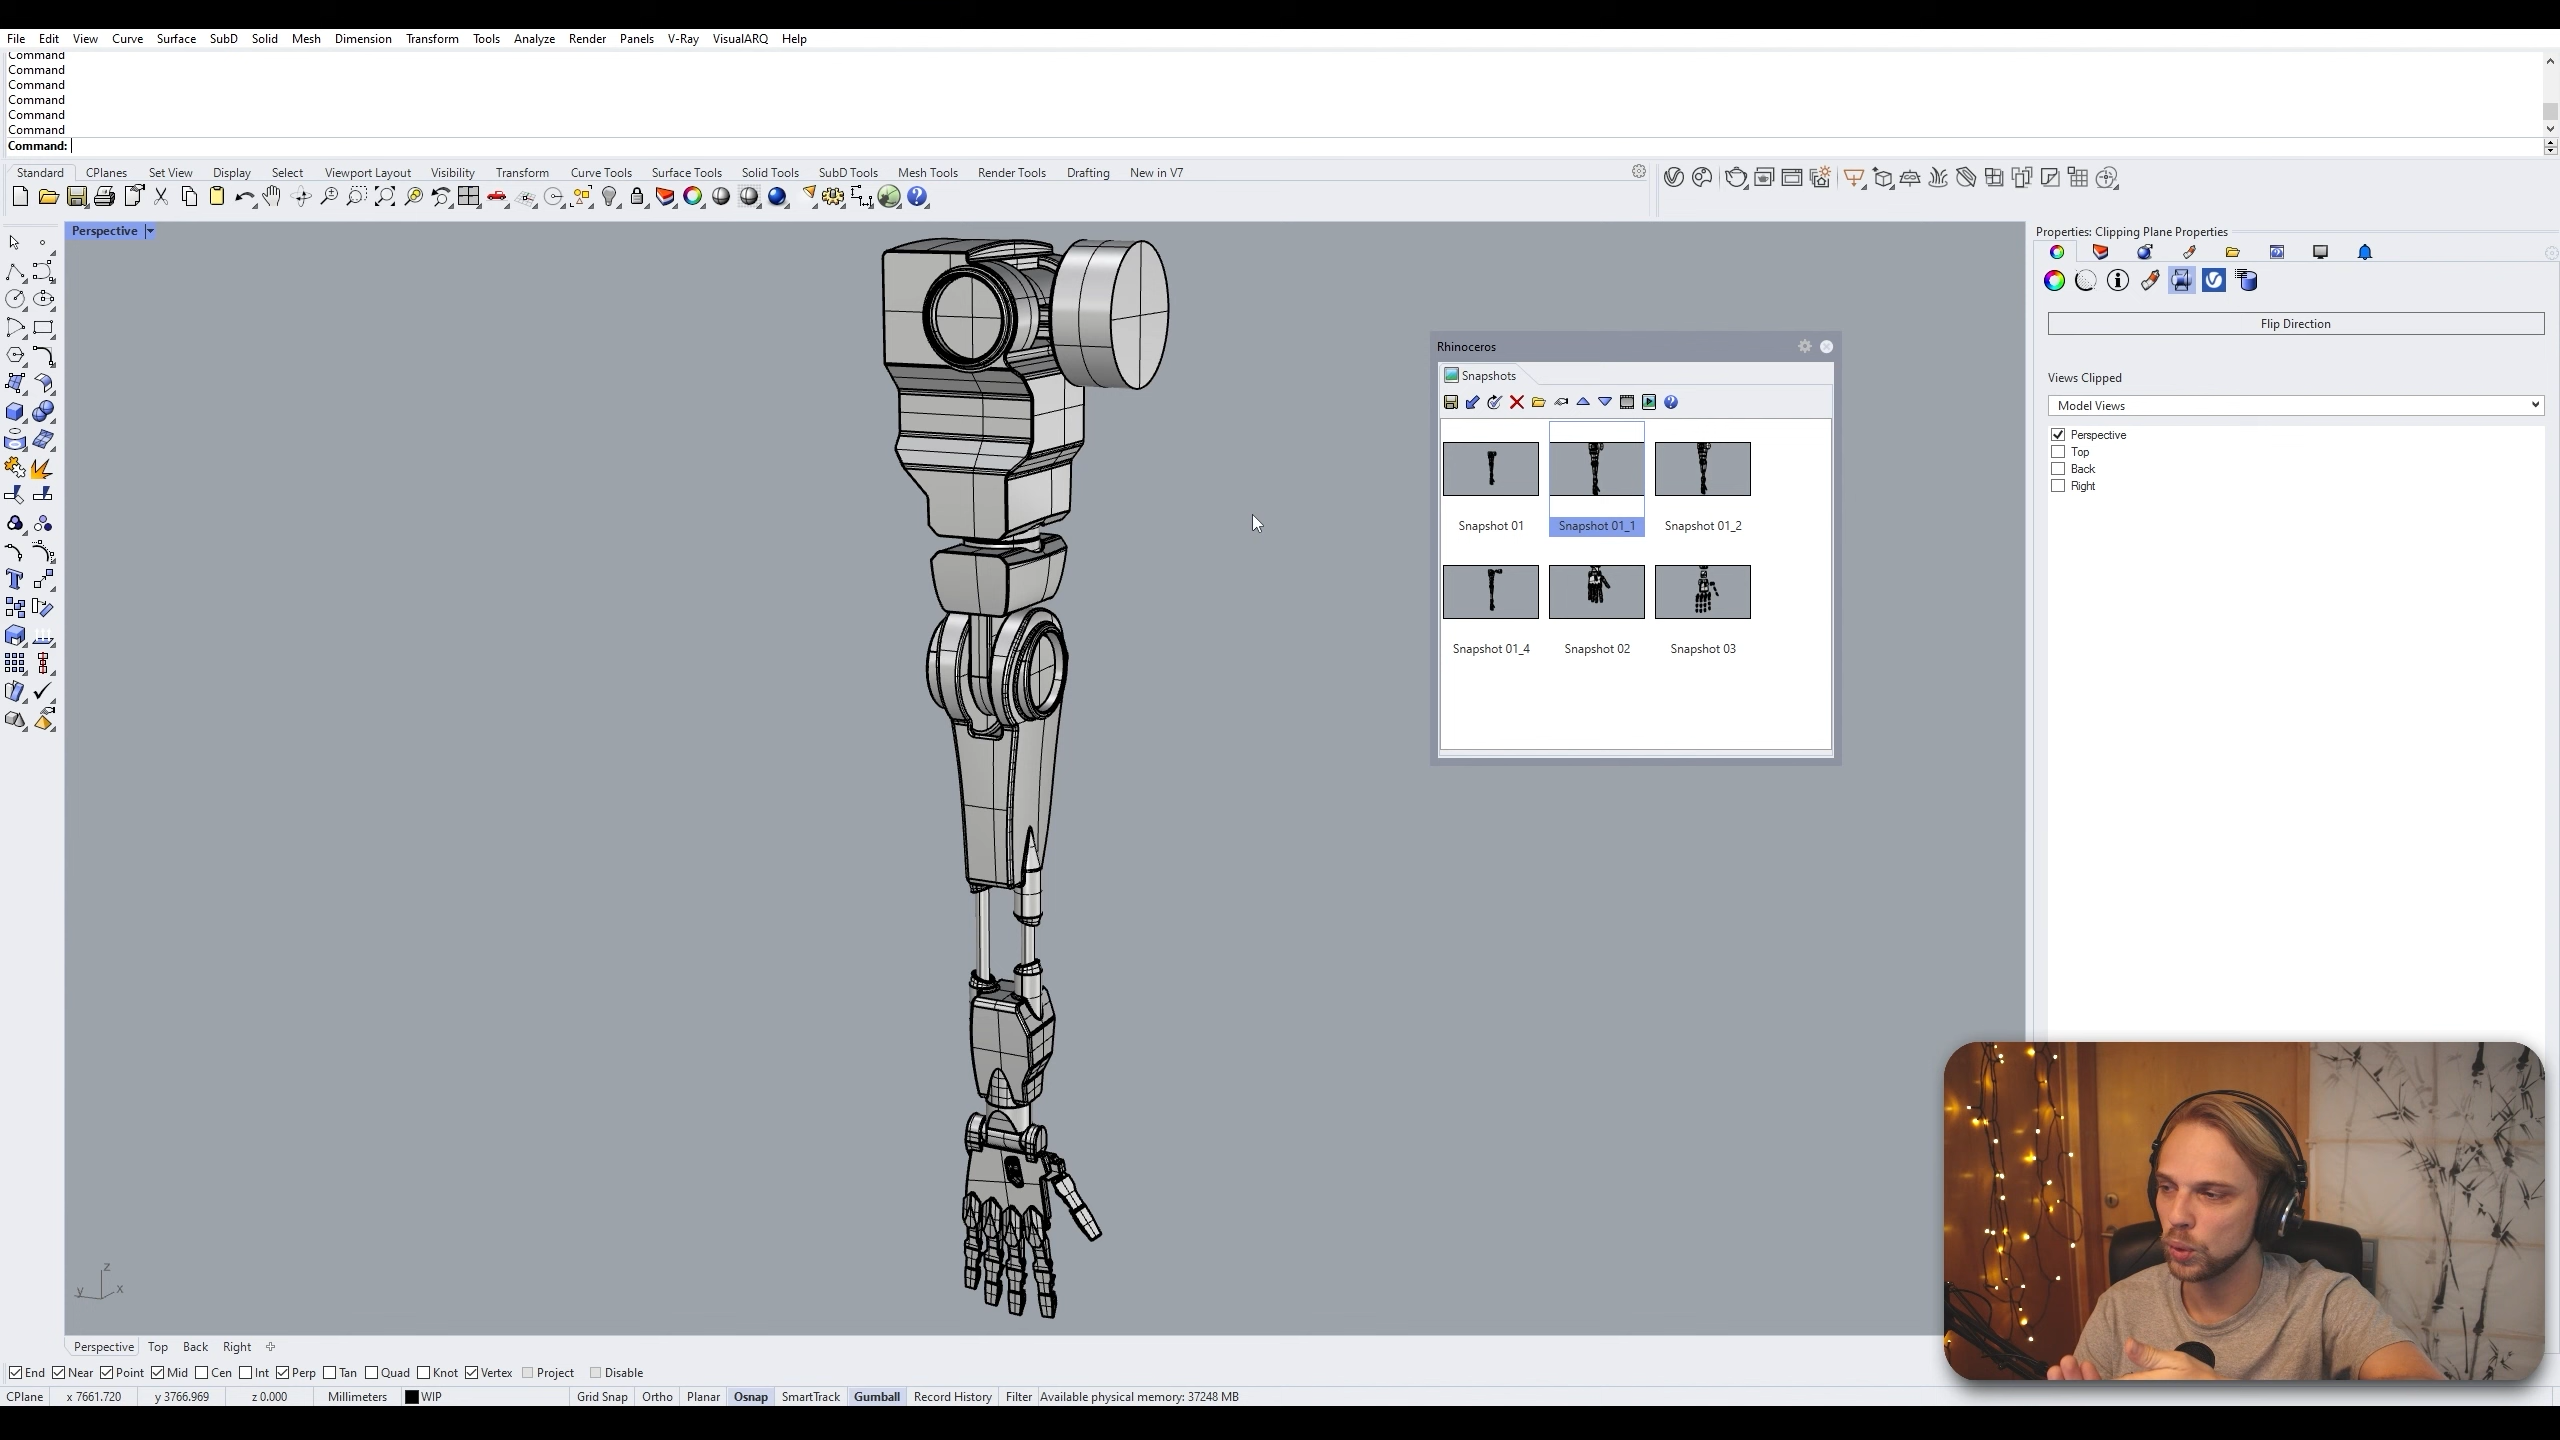 File Edit View Curve Surface SubD Solid Mesh Dimension Transform Tools Analyze Render Panels V-Ray VisualARQ Help
Command
Command
Command
Command
Command
Command
Command:
Standard CPlanes Set View Display Select Viewport Layout Visibility Transform Curve Tools Surface Tools Solid Tools SubD Tools Mesh Tools Render Tools Drafting New in V7
Perspective
Properties: Clipping Plane Properties
Flip Direction
Views Clipped
Model Views
Perspective
Top
Back
Right
Rhinoceros
Snapshots
Snapshot 01 Snapshot 01_1 Snapshot 01_2
Snapshot 01_4 Snapshot 02 Snapshot 03
z
y x
Perspective Top Back Right
End Near Point Mid Cen Int Perp Tan Quad Knot Vertex Project Disable
CPlane x 7661.720 y 3766.969 z 0.000 Millimeters WIP Grid Snap Ortho Planar Osnap SmartTrack Gumball Record History Filter Available physical memory: 37248 MB